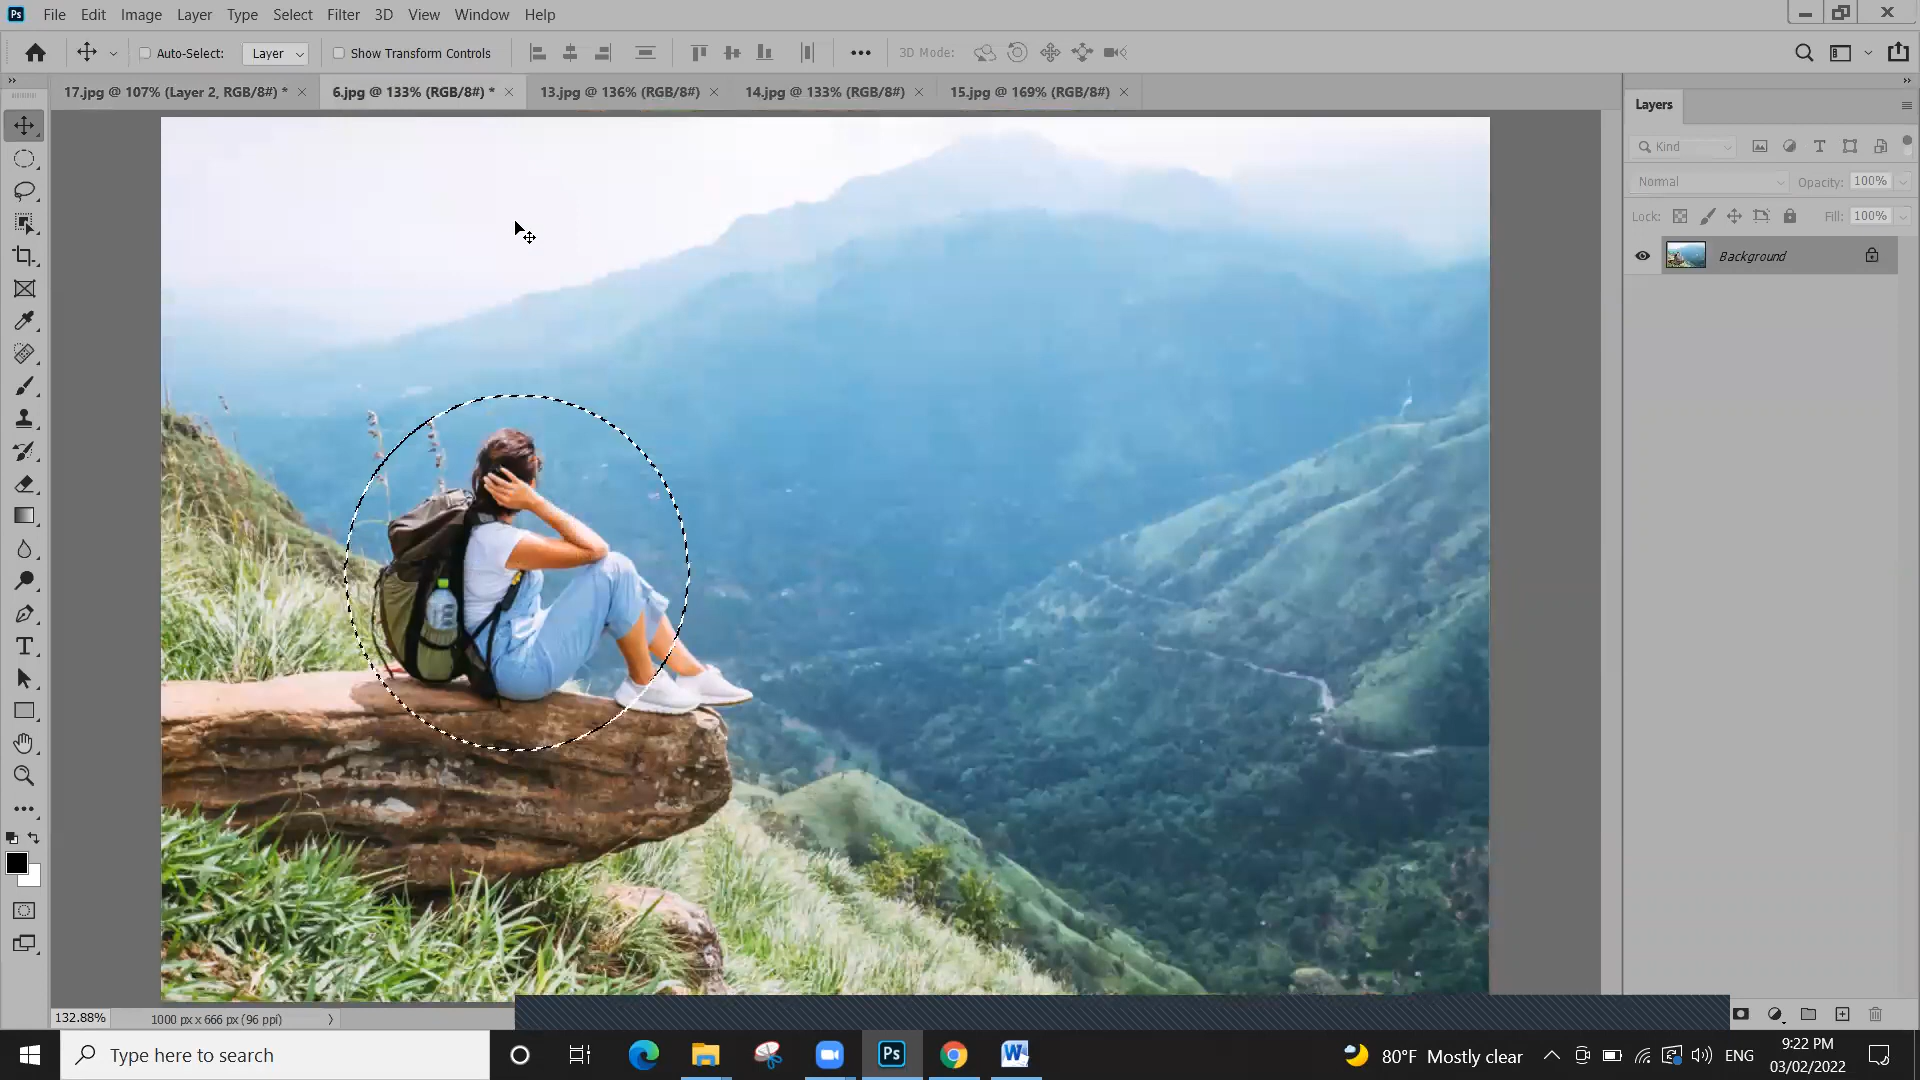 Ps File Edit Image Layer Type Select Filter 3D View Window Help
Auto-Select: Layer Show Transform Controls 3D Mode:
17.jpg @ 107% (Layer 2, RGB/8#) * 6.jpg @ 133% (RGB/8#) * 13.jpg @ 136% (RGB/8#) 14.jpg @ 133% (RGB/8#) 15.jpg @ 169% (RGB/8#)
Layers
Kind
Normal Opacity: 100%
Lock: Fill: 100%
Background
132.88% 1000 px x 666 px (96 ppi)
Type here to search
Ps
W
80°F Mostly clear
ENG
9:22 PM
03/02/2022